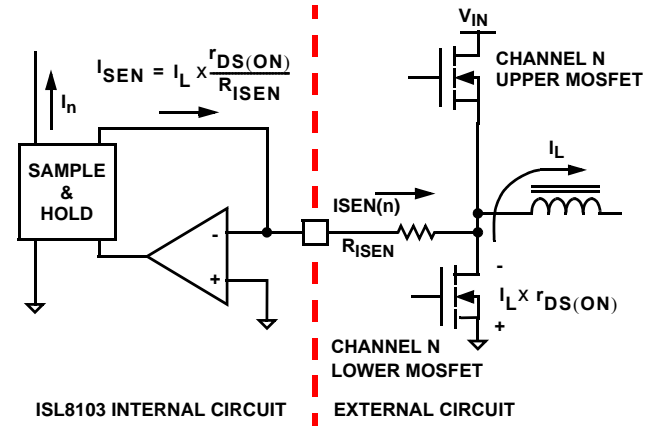 V_IN
CHANNEL N
UPPER MOSFET
I_SEN = I_L x r_DS(ON) / R_ISEN
I_n
I_L
SAMPLE
&
HOLD
ISEN(n)
-
+
R_ISEN
-
I_L x r_DS(ON)
+
CHANNEL N
LOWER MOSFET
ISL8103 INTERNAL CIRCUIT
EXTERNAL CIRCUIT